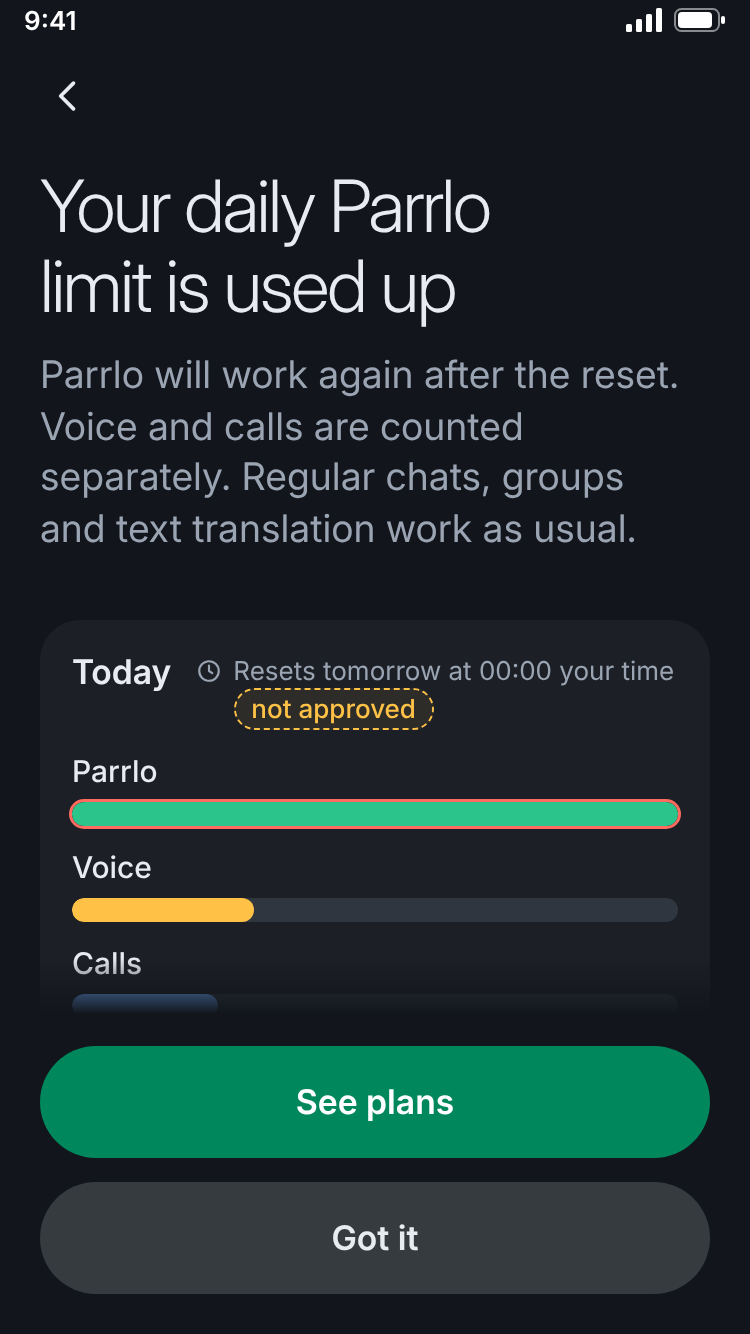 9:41
Your daily Parrlo
limit is used up
Parrlo will work again after the reset.
Voice and calls are counted
separately. Regular chats, groups
and text translation work as usual.
Today
Resets tomorrow at 00:00 your time
not approved
Parrlo
Voice
Calls
See plans
Got it